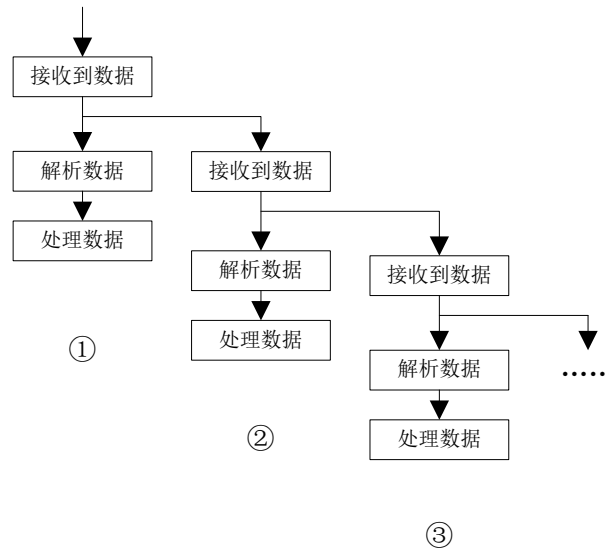 接收到数据
解析数据
接收到数据
处理数据
解析数据
接收到数据
①
处理数据
解析数据
.....
②
处理数据
③